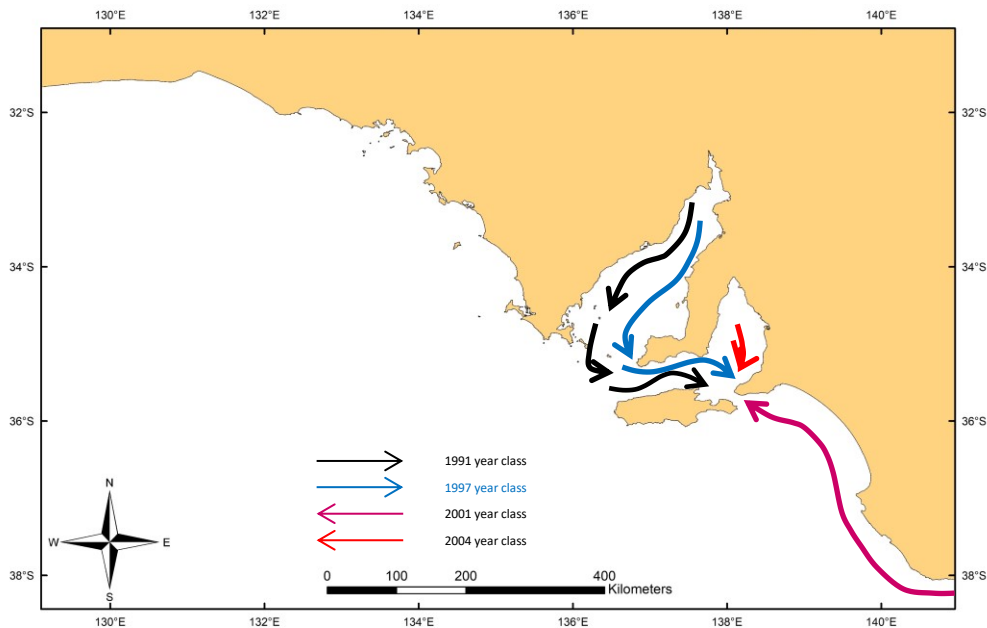 130°E 132°E 134°E 136°E 138°E 140°E
32°S 32°S
34°S 34°S
36°S 36°S
1991 year class
1997 year class
2001 year class
2004 year class
N
W E
S
38°S 38°S
0 100 200 400
Kilometers
130°E 132°E 134°E 136°E 138°E 140°E